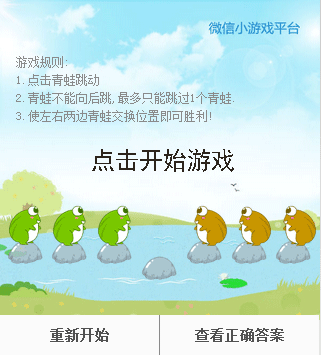 微信小游戏平台
游戏规则:
1. 点击青蛙跳动
2. 青蛙不能向后跳, 最多只能跳过1个青蛙.
3. 使左右两边青蛙交换位置即可胜利!
点击开始游戏
重新开始 查看正确答案